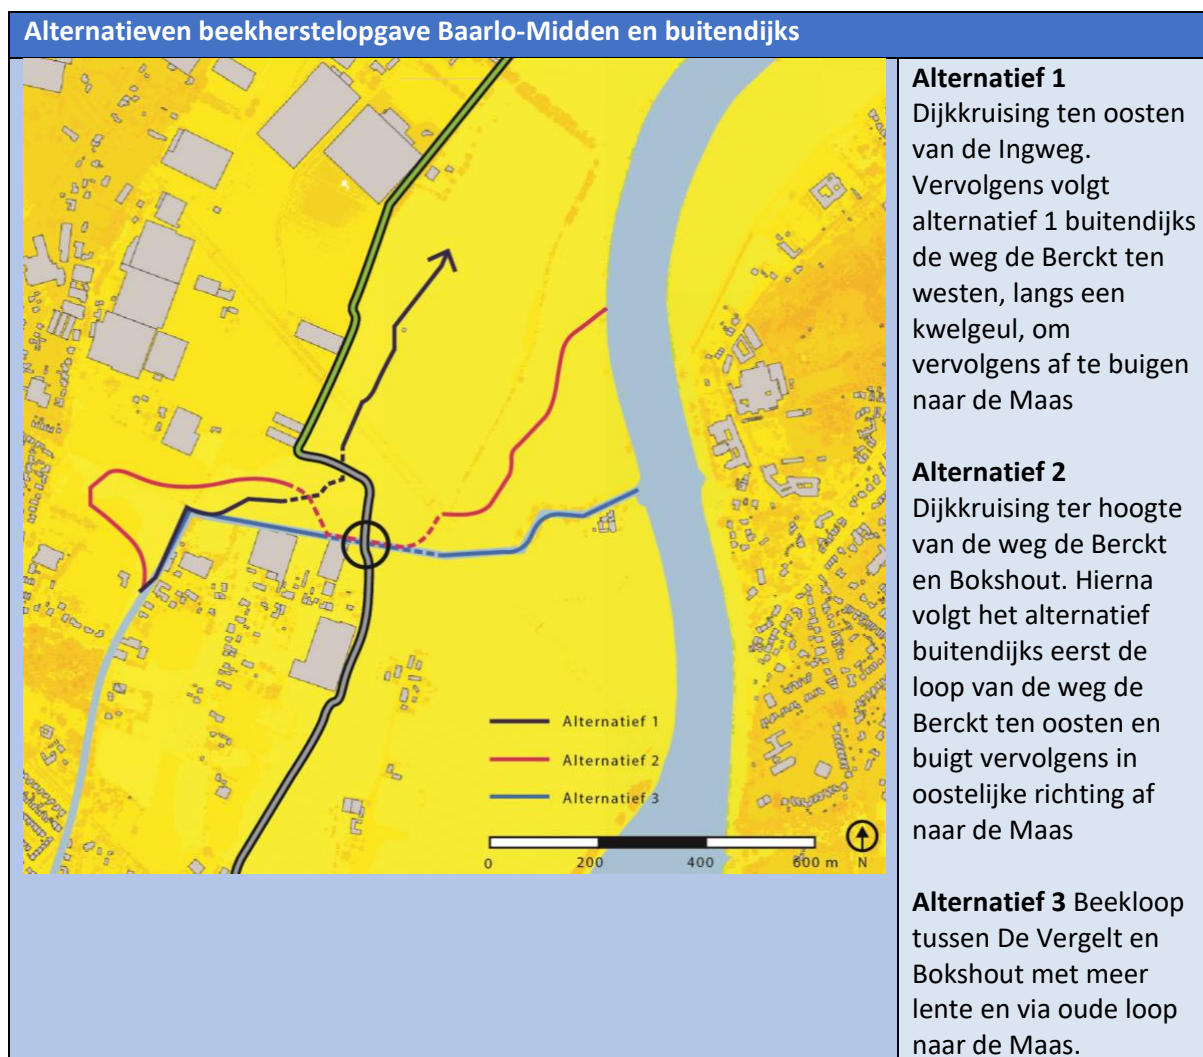 Alternatieven beekherstelopgave Baarlo-Midden en buitendijks
Alternatief 1
Alternatief 2
Alternatief 3
0 200 400 600 m N
Alternatief 1
Dijkkruising ten oosten
van de Ingweg.
Vervolgens volgt
alternatief 1 buitendijks
de weg de Berckt ten
westen, langs een
kwelgeul, om
vervolgens af te buigen
naar de Maas
Alternatief 2
Dijkkruising ter hoogte
van de weg de Berckt
en Bokshout. Hierna
volgt het alternatief
buitendijks eerst de
loop van de weg de
Berckt ten oosten en
buigt vervolgens in
oostelijke richting af
naar de Maas
Alternatief 3 Beekloop
tussen De Vergelt en
Bokshout met meer
lente en via oude loop
naar de Maas.